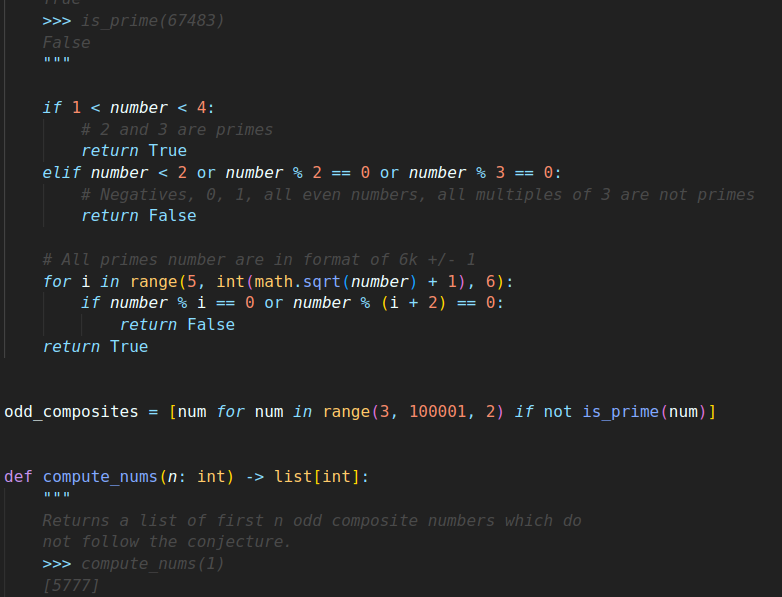 True
>>> is_prime(67483)
False
"""
if 1 < number < 4:
# 2 and 3 are primes
return True
elif number < 2 or number % 2 == 0 or number % 3 == 0:
# Negatives, 0, 1, all even numbers, all multiples of 3 are not primes
return False
# All primes number are in format of 6k +/- 1
for i in range(5, int(math.sqrt(number) + 1), 6):
if number % i == 0 or number % (i + 2) == 0:
return False
return True
odd_composites = [num for num in range(3, 100001, 2) if not is_prime(num)]
def compute_nums(n: int) -> list[int]:
"""
Returns a list of first n odd composite numbers which do
not follow the conjecture.
>>> compute_nums(1)
[5777]